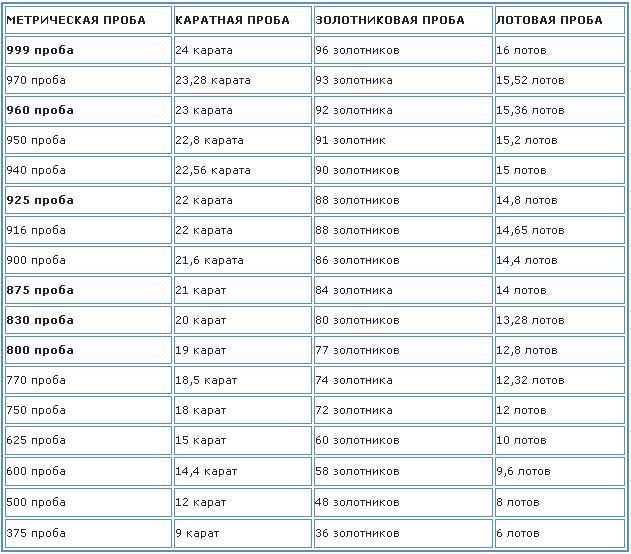 МЕТРИЧЕСКАЯ ПРОБА КАРАТНАЯ ПРОБА ЗОЛОТНИКОВАЯ ПРОБА ЛОТОВАЯ ПРОБА
999 проба 24 карата 96 золотников 16 лотов
970 проба 23,28 карата 93 золотника 15,52 лотов
960 проба 23 карата 92 золотника 15,36 лотов
950 проба 22,8 карата 91 золотник 15,2 лотов
940 проба 22,56 карата 90 золотников 15 лотов
925 проба 22 карата 88 золотников 14,8 лотов
916 проба 22 карата 88 золотников 14,65 лотов
900 проба 21,6 карата 86 золотников 14,4 лотов
875 проба 21 карат 84 золотника 14 лотов
830 проба 20 карат 80 золотников 13,28 лотов
800 проба 19 карат 77 золотников 12,8 лотов
770 проба 18,5 карат 74 золотника 12,32 лотов
750 проба 18 карат 72 золотника 12 лотов
625 проба 15 карат 60 золотников 10 лотов
600 проба 14,4 карат 58 золотников 9,6 лотов
500 проба 12 карат 48 золотников 8 лотов
375 проба 9 карат 36 золотников 6 лотов